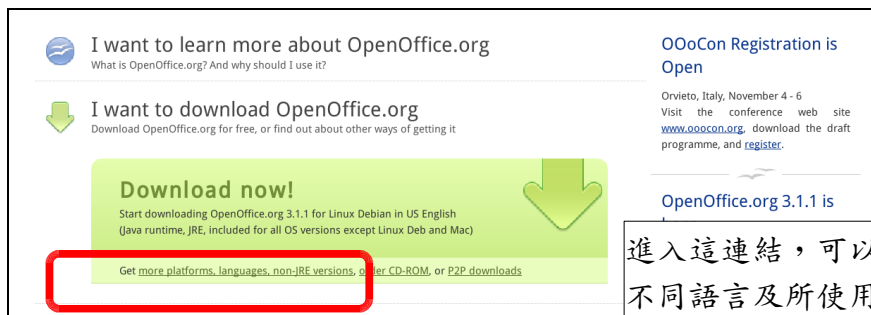 I want to learn more about OpenOffice.org
What is OpenOffice.org? And why should I use it?
I want to download OpenOffice.org
Download OpenOffice.org for free, or find out about other ways of getting it
Download now!
Start downloading OpenOffice.org 3.1.1 for Linux Debian in US English
(Java runtime, JRE, included for all OS versions except Linux Deb and Mac)
Get more platforms, languages, non-JRE versions, order CD-ROM, or P2P downloads
OOoCon Registration is
Open
Orvieto, Italy, November 4 - 6
Visit the conference web site
www.ooocon.org, download the draft
programme, and register.
OpenOffice.org 3.1.1 is
進入這連結，可以
不同語言及所使用